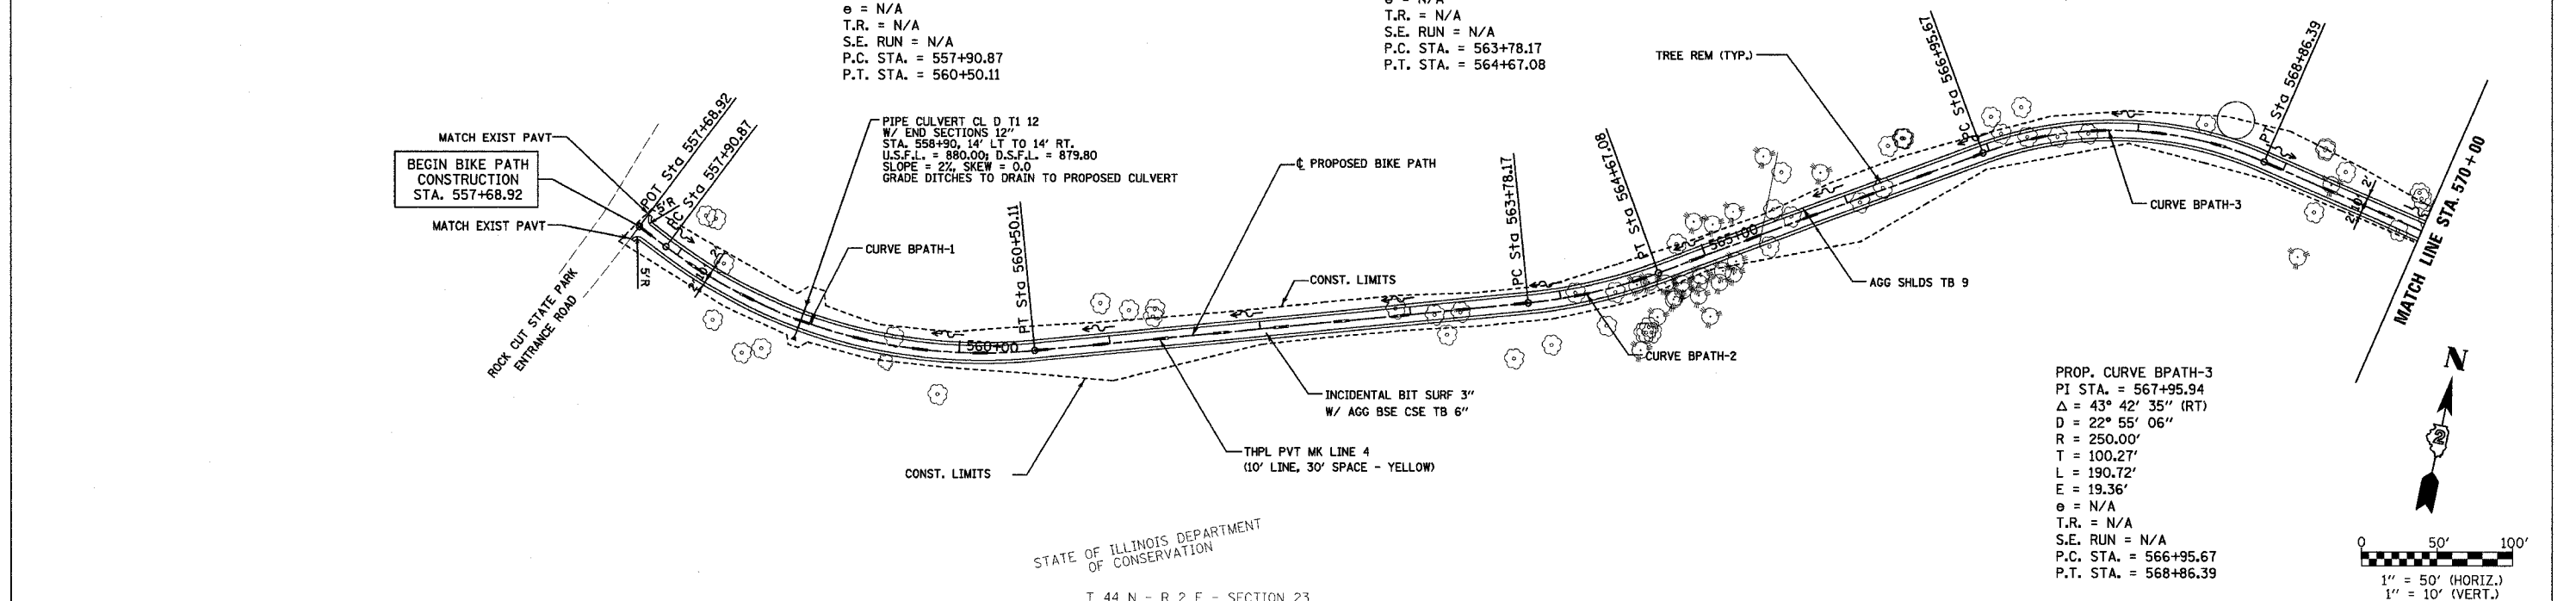 e = N/A
T.R. = N/A
S.E. RUN = N/A
P.C. STA. = 557+90.87
P.T. STA. = 560+50.11
T.R. = N/A
S.E. RUN = N/A
P.C. STA. = 563+78.17
P.T. STA. = 564+67.08
TREE REM (TYP.)
PC Sta 566+95.67
PT Sta 568+86.39
MATCH EXIST PAVT
BEGIN BIKE PATH
CONSTRUCTION
STA. 557+68.92
MATCH EXIST PAVT
POT Sta 557+68.92
PC Sta 557+90.87
5'R
5'R
2'
10'
2'
PIPE CULVERT CL D T1 12
W/ END SECTIONS 12"
STA. 558+90, 14' LT TO 14' RT.
U.S.F.L. = 880.00; D.S.F.L. = 879.80
SLOPE = 2%, SKEW = 0.0
GRADE DITCHES TO DRAIN TO PROPOSED CULVERT
℄ PROPOSED BIKE PATH
CURVE BPATH-1
PT Sta 560+50.11
560+00
CONST. LIMITS
PC Sta 563+78.17
PT Sta 564+67.08
565+00
CURVE BPATH-3
AGG SHLDS TB 9
CURVE BPATH-2
2'
10'
2'
MATCH LINE STA. 570+00
ROCK CUT STATE PARK
ENTRANCE ROAD
INCIDENTAL BIT SURF 3"
W/ AGG BSE CSE TB 6"
THPL PVT MK LINE 4
(10' LINE, 30' SPACE - YELLOW)
CONST. LIMITS
STATE OF ILLINOIS DEPARTMENT
OF CONSERVATION
T 44 N - R 2 E - SECTION 23
PROP. CURVE BPATH-3
PI STA. = 567+95.94
Δ = 43° 42' 35" (RT)
D = 22° 55' 06"
R = 250.00'
T = 100.27'
L = 190.72'
E = 19.36'
e = N/A
T.R. = N/A
S.E. RUN = N/A
P.C. STA. = 566+95.67
P.T. STA. = 568+86.39
N
2
0 50' 100'
1" = 50' (HORIZ.)
1" = 10' (VERT.)